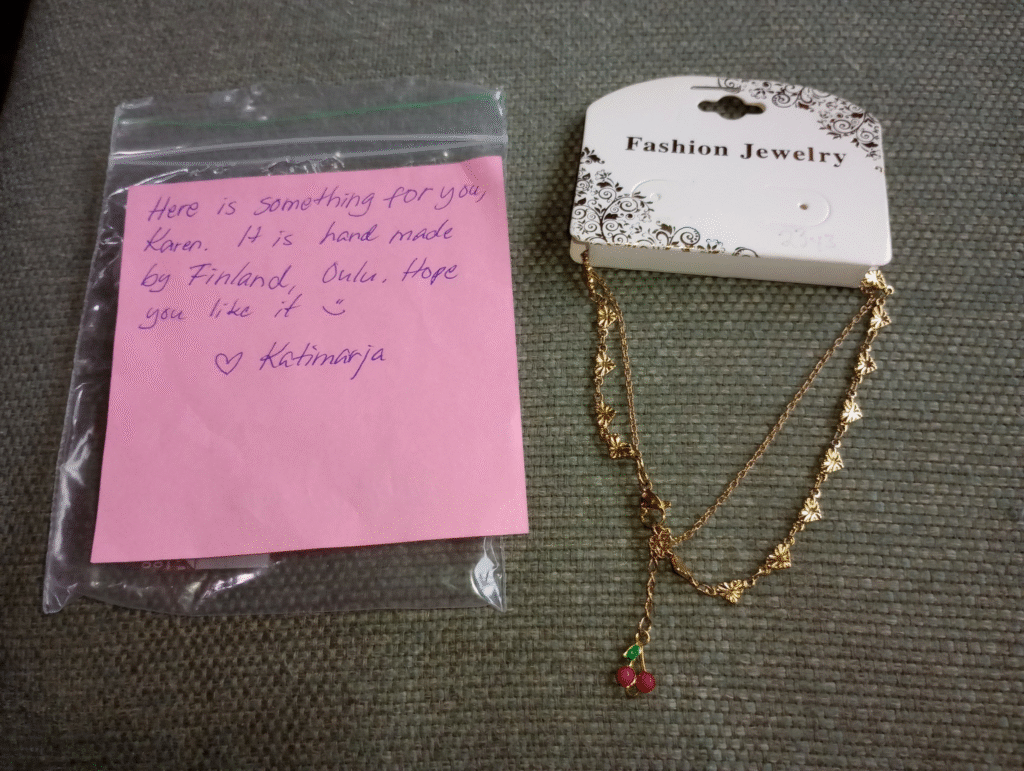 Here is something for you,
Karen. It is hand made
by Finland, Oulu. Hope
you like it :)
♡ Katimarja
Fashion Jewelry